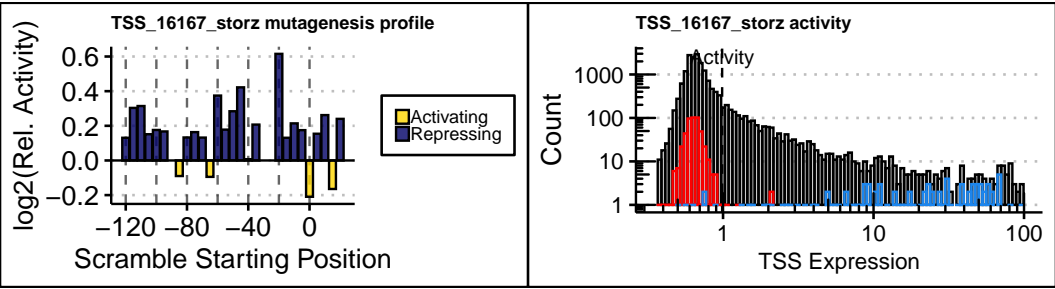 TSS_16167_storz mutagenesis profile
log2(Rel. Activity)
0.6
0.4
0.2
0.0
−0.2
−120 −80 −40 0
Scramble Starting Position
Activating
Repressing
TSS_16167_storz activity
Activity
Count
1000
100
10
1
1 10 100
TSS Expression